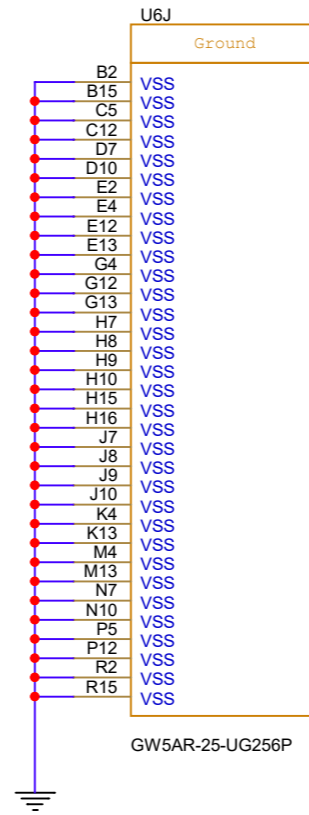 U6J
Ground
B2 VSS
B15 VSS
C5 VSS
C12 VSS
D7 VSS
D10 VSS
E2 VSS
E4 VSS
E12 VSS
E13 VSS
G4 VSS
G12 VSS
G13 VSS
H7 VSS
H8 VSS
H9 VSS
H10 VSS
H15 VSS
H16 VSS
J7 VSS
J8 VSS
J9 VSS
J10 VSS
K4 VSS
K13 VSS
M4 VSS
M13 VSS
N7 VSS
N10 VSS
P5 VSS
P12 VSS
R2 VSS
R15 VSS
GW5AR-25-UG256P